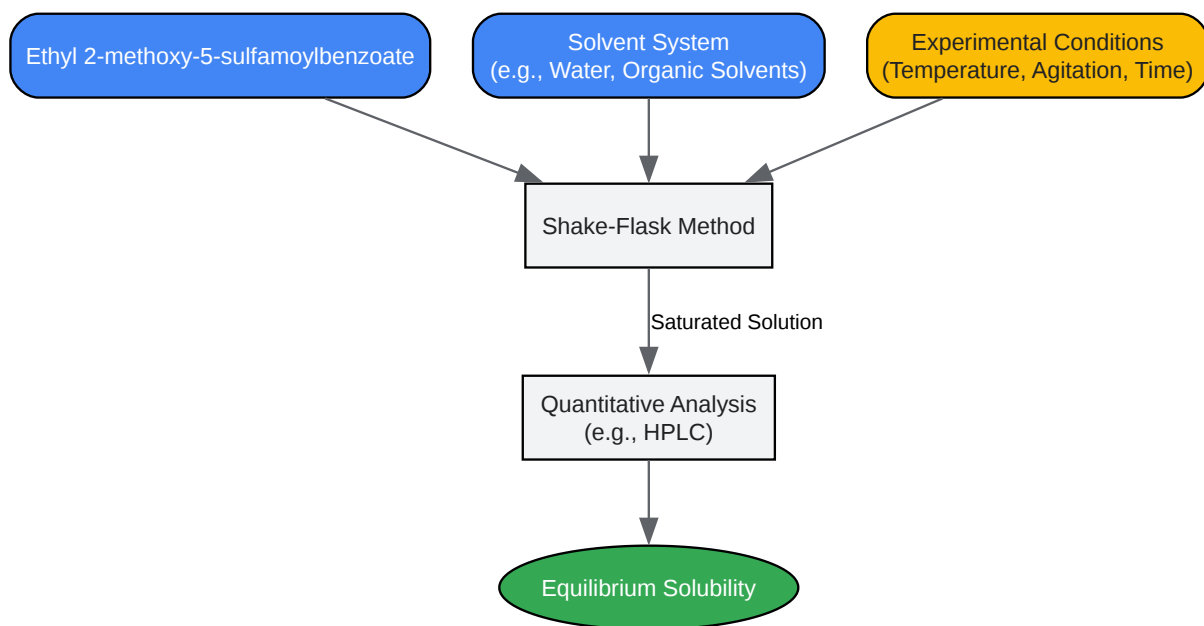 Ethyl 2-methoxy-5-sulfamoylbenzoate
Solvent System
(e.g., Water, Organic Solvents)
Experimental Conditions
(Temperature, Agitation, Time)
Shake-Flask Method
Saturated Solution
Quantitative Analysis
(e.g., HPLC)
Equilibrium Solubility